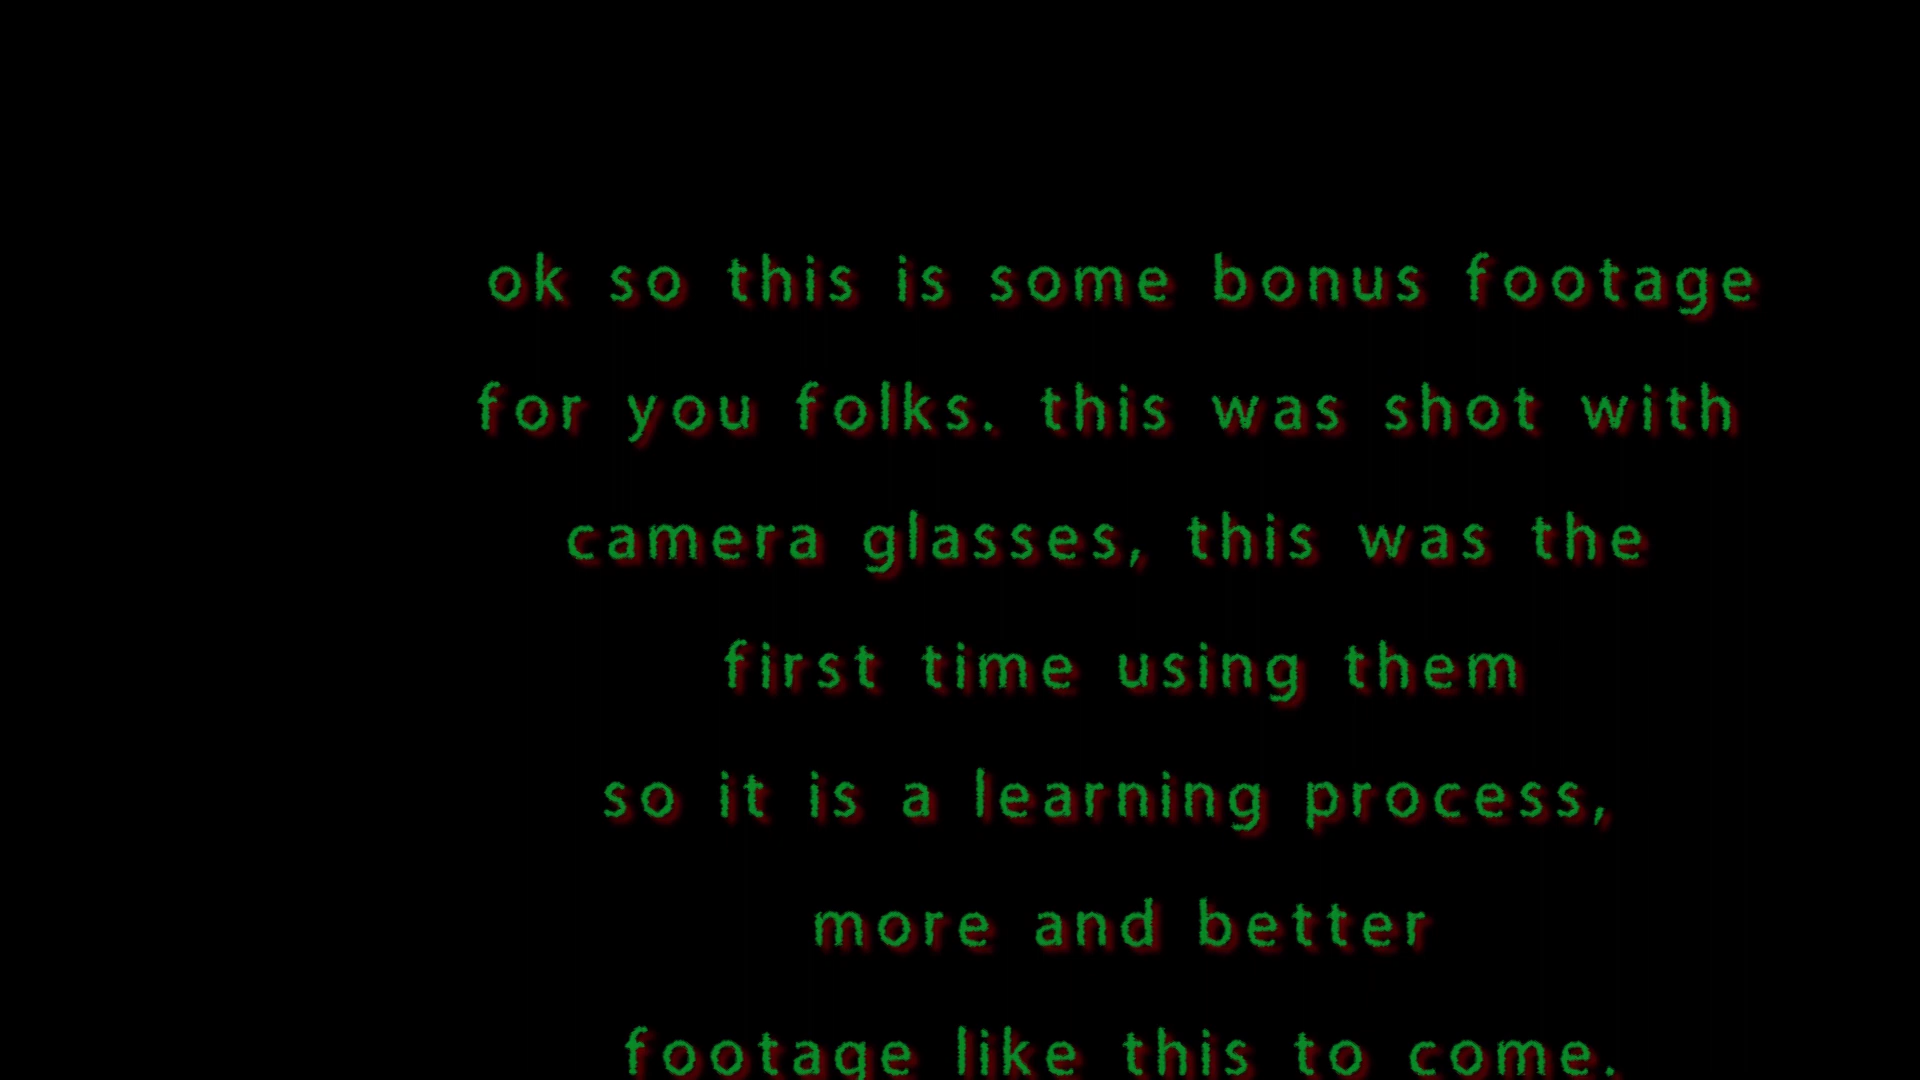 ok so this is some bonus footage
for you folks. this was shot with
camera glasses, this was the
first time using them
so it is a learning process,
more and better
footage like this to come.